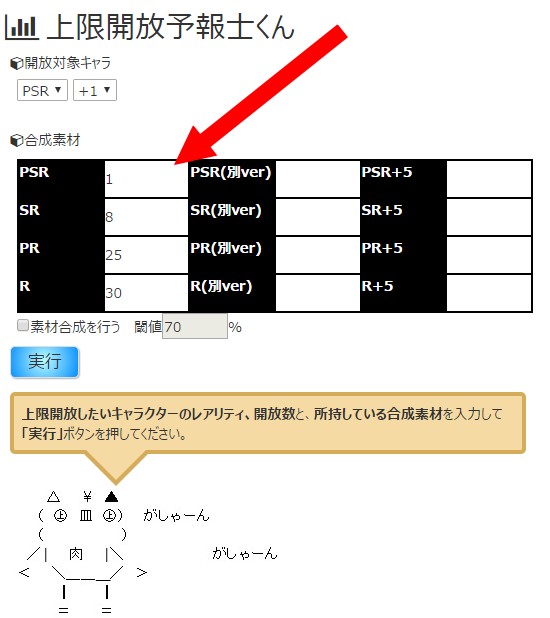 上限開放予報士くん
開放対象キャラ
PSR ▼ +1 ▼
合成素材
PSR 1 PSR(別ver) PSR+5
SR 8 SR(別ver) SR+5
PR 25 PR(別ver) PR+5
R 30 R(別ver) R+5
素材合成を行う 閾値 70 %
実行
上限開放したいキャラクターのレアリティ、開放数と、所持している合成素材を入力して
「実行」ボタンを押してください。
△ ￥ ▲
( ㊤ 皿 ㊤) がしゃーん
( )
／| 肉 |＼ がしゃーん
＜ ＼＿＿＿／ ＞
┃ ┃
＝ ＝